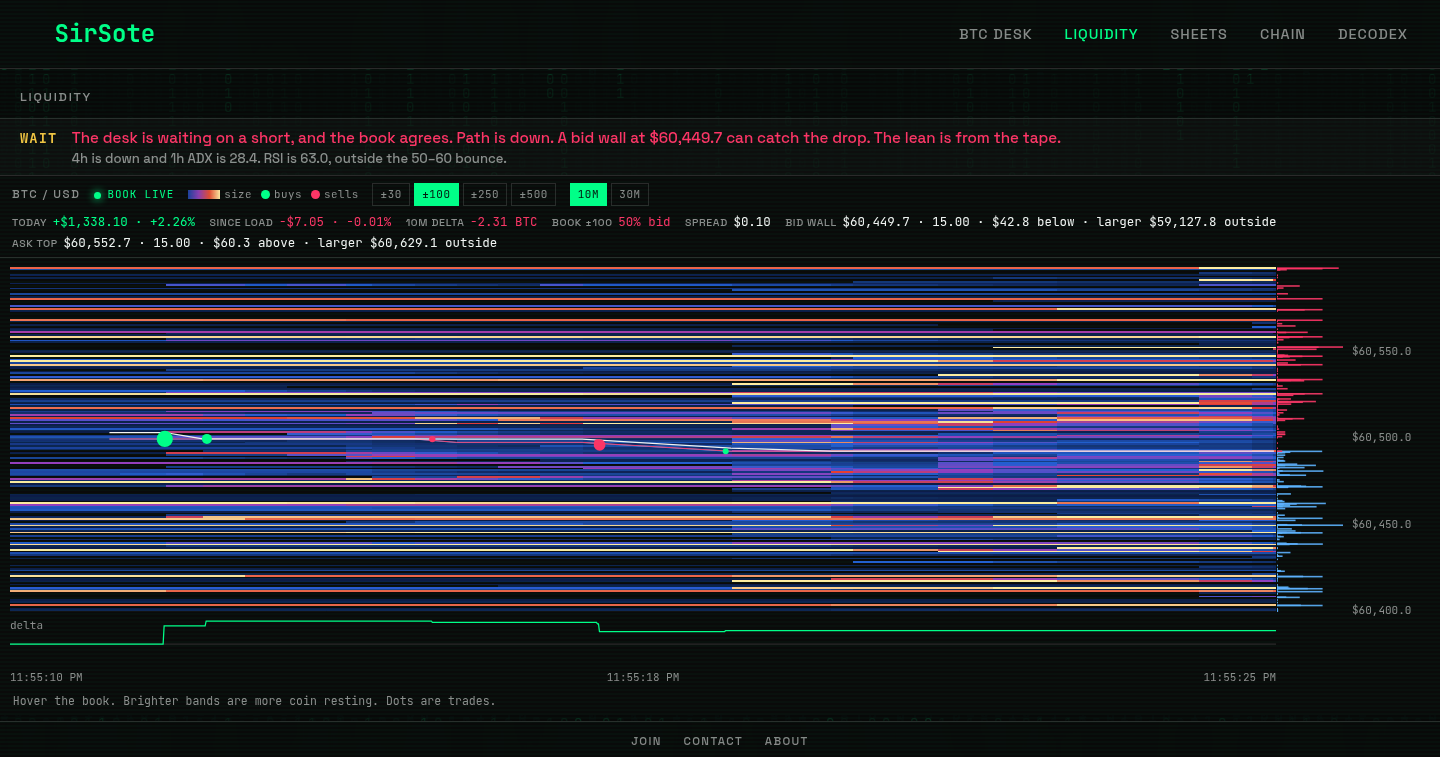 SirSote
BTC DESK LIQUIDITY SHEETS CHAIN DECODEX
LIQUIDITY
WAIT The desk is waiting on a short, and the book agrees. Path is down. A bid wall at $60,449.7 can catch the drop. The lean is from the tape.
4h is down and 1h ADX is 28.4. RSI is 63.0, outside the 50–60 bounce.
BTC / USD BOOK LIVE size buys sells ±30 ±100 ±250 ±500 10M 30M
TODAY +$1,338.10 · +2.26% SINCE LOAD -$7.05 · -0.01% 10M DELTA -2.31 BTC BOOK ±100 50% bid SPREAD $0.10 BID WALL $60,449.7 · 15.00 · $42.8 below · larger $59,127.8 outside
ASK TOP $60,552.7 · 15.00 · $60.3 above · larger $60,629.1 outside
$60,550.0
$60,500.0
$60,450.0
$60,400.0
delta
11:55:10 PM 11:55:18 PM 11:55:25 PM
Hover the book. Brighter bands are more coin resting. Dots are trades.
JOIN CONTACT ABOUT